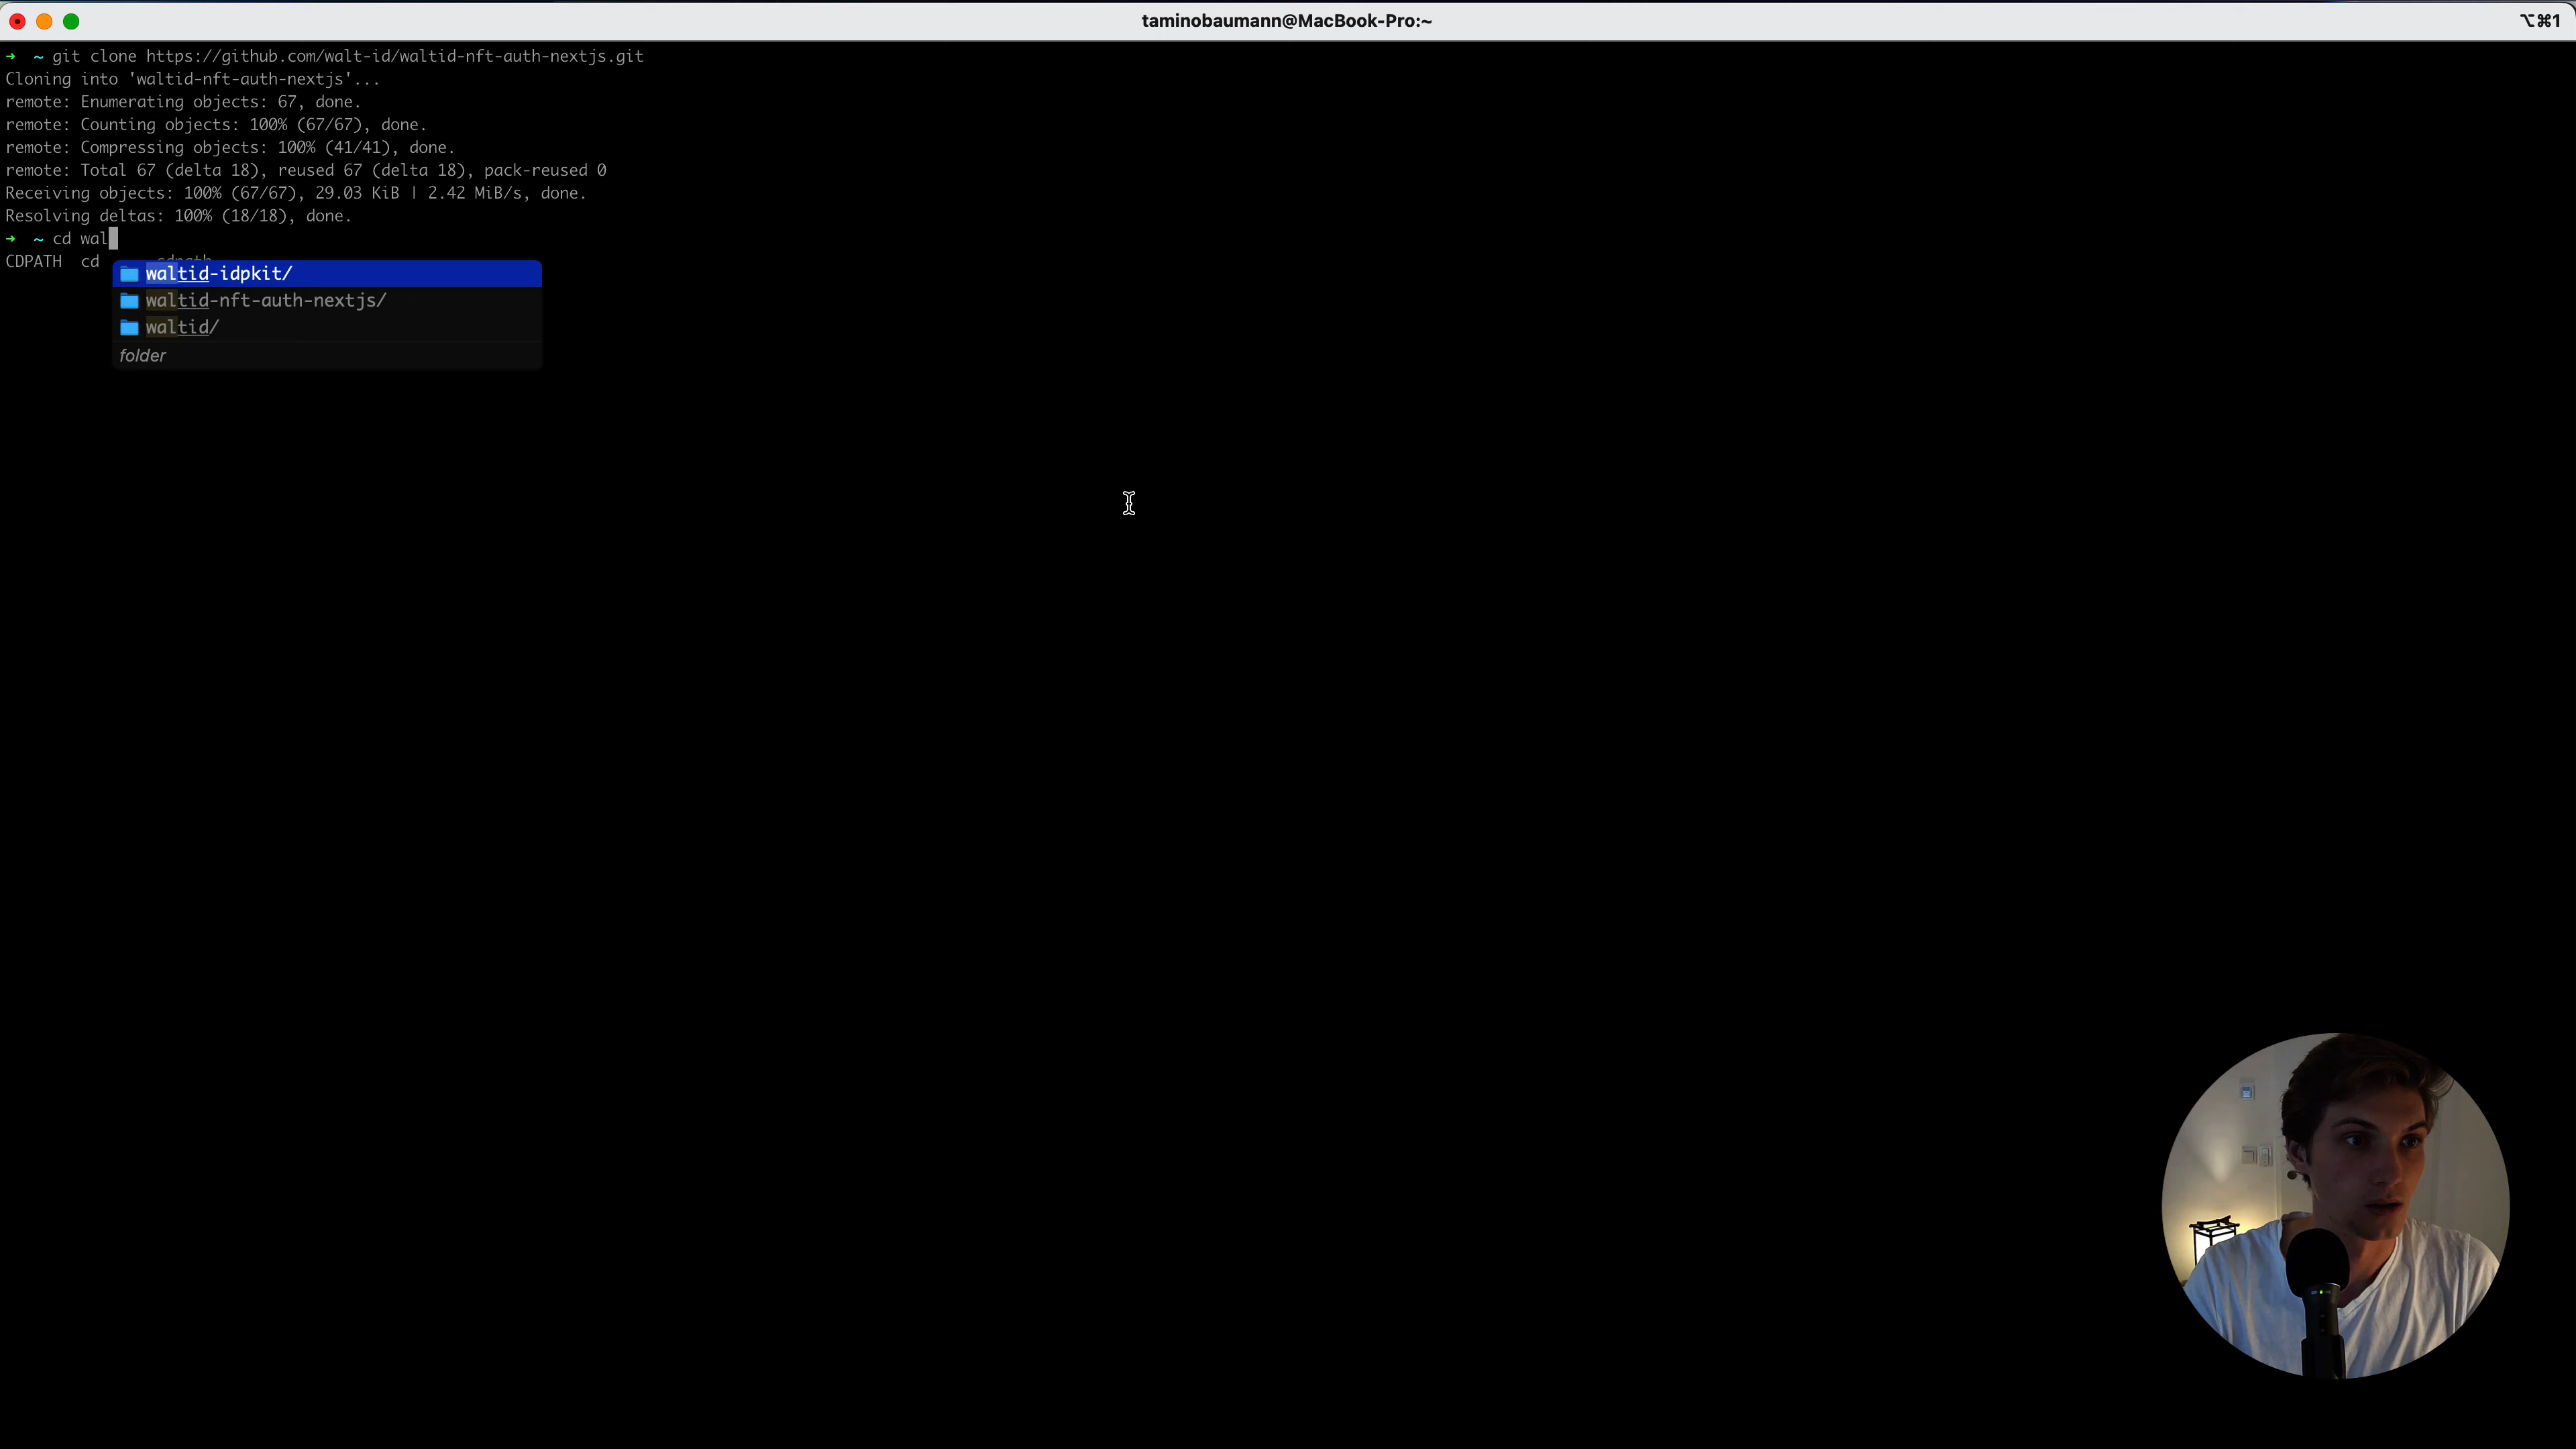 taminobaumann@MacBook-Pro:~
⌥⌘1
➜ ~ git clone https://github.com/walt-id/waltid-nft-auth-nextjs.git
Cloning into 'waltid-nft-auth-nextjs'...
remote: Enumerating objects: 67, done.
remote: Counting objects: 100% (67/67), done.
remote: Compressing objects: 100% (41/41), done.
remote: Total 67 (delta 18), reused 67 (delta 18), pack-reused 0
Receiving objects: 100% (67/67), 29.03 KiB | 2.42 MiB/s, done.
Resolving deltas: 100% (18/18), done.
➜ ~ cd wal
CDPATH cd cdpath
waltid-idpkit/
waltid-nft-auth-nextjs/
waltid/
folder